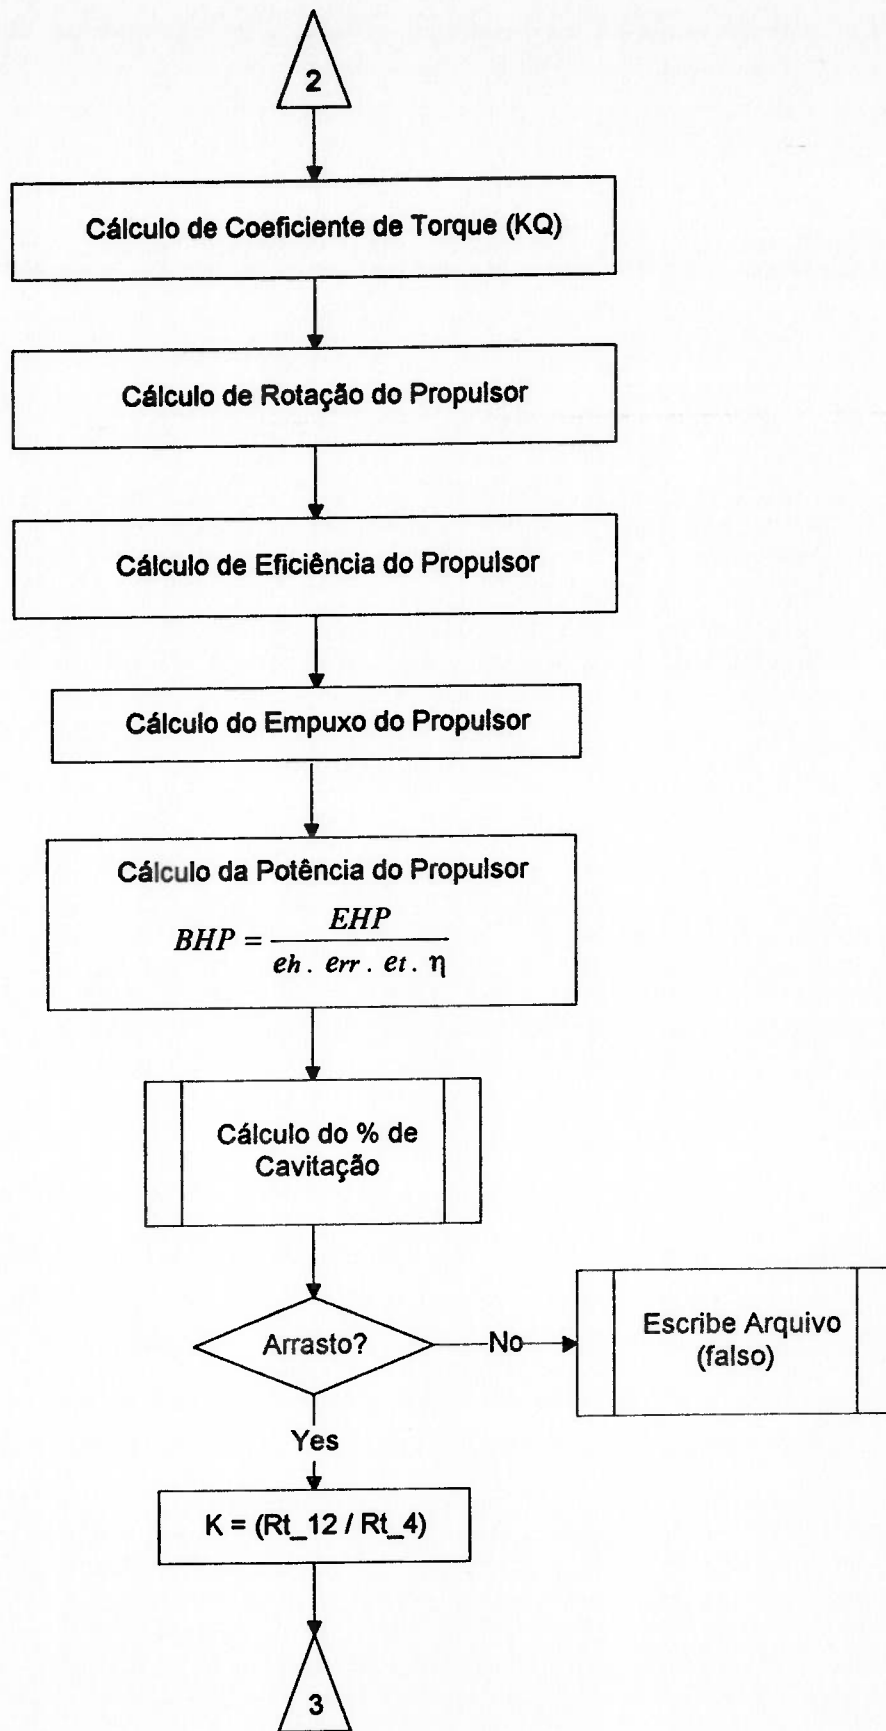 2
Cálculo de Coeficiente de Torque (KQ)
Cálculo de Rotação do Propulsor
Cálculo de Eficiência do Propulsor
Cálculo do Empuxo do Propulsor
Cálculo da Potência do Propulsor
BHP = EHP / eh . err . et . η
Cálculo do % de
Cavitação
Arrasto?
No
Escribe Arquivo
(falso)
Yes
K = (Rt_12 / Rt_4)
3